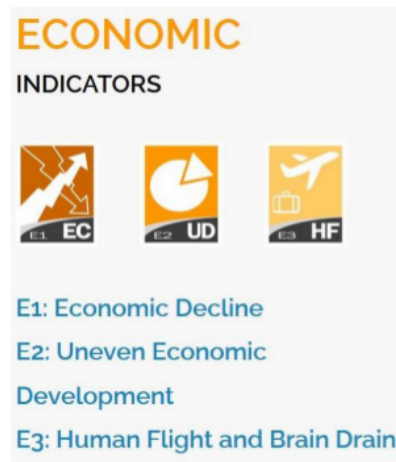 ECONOMIC
INDICATORS
E1 EC
E2 UD
E3 HF
E1: Economic Decline
E2: Uneven Economic
Development
E3: Human Flight and Brain Drain